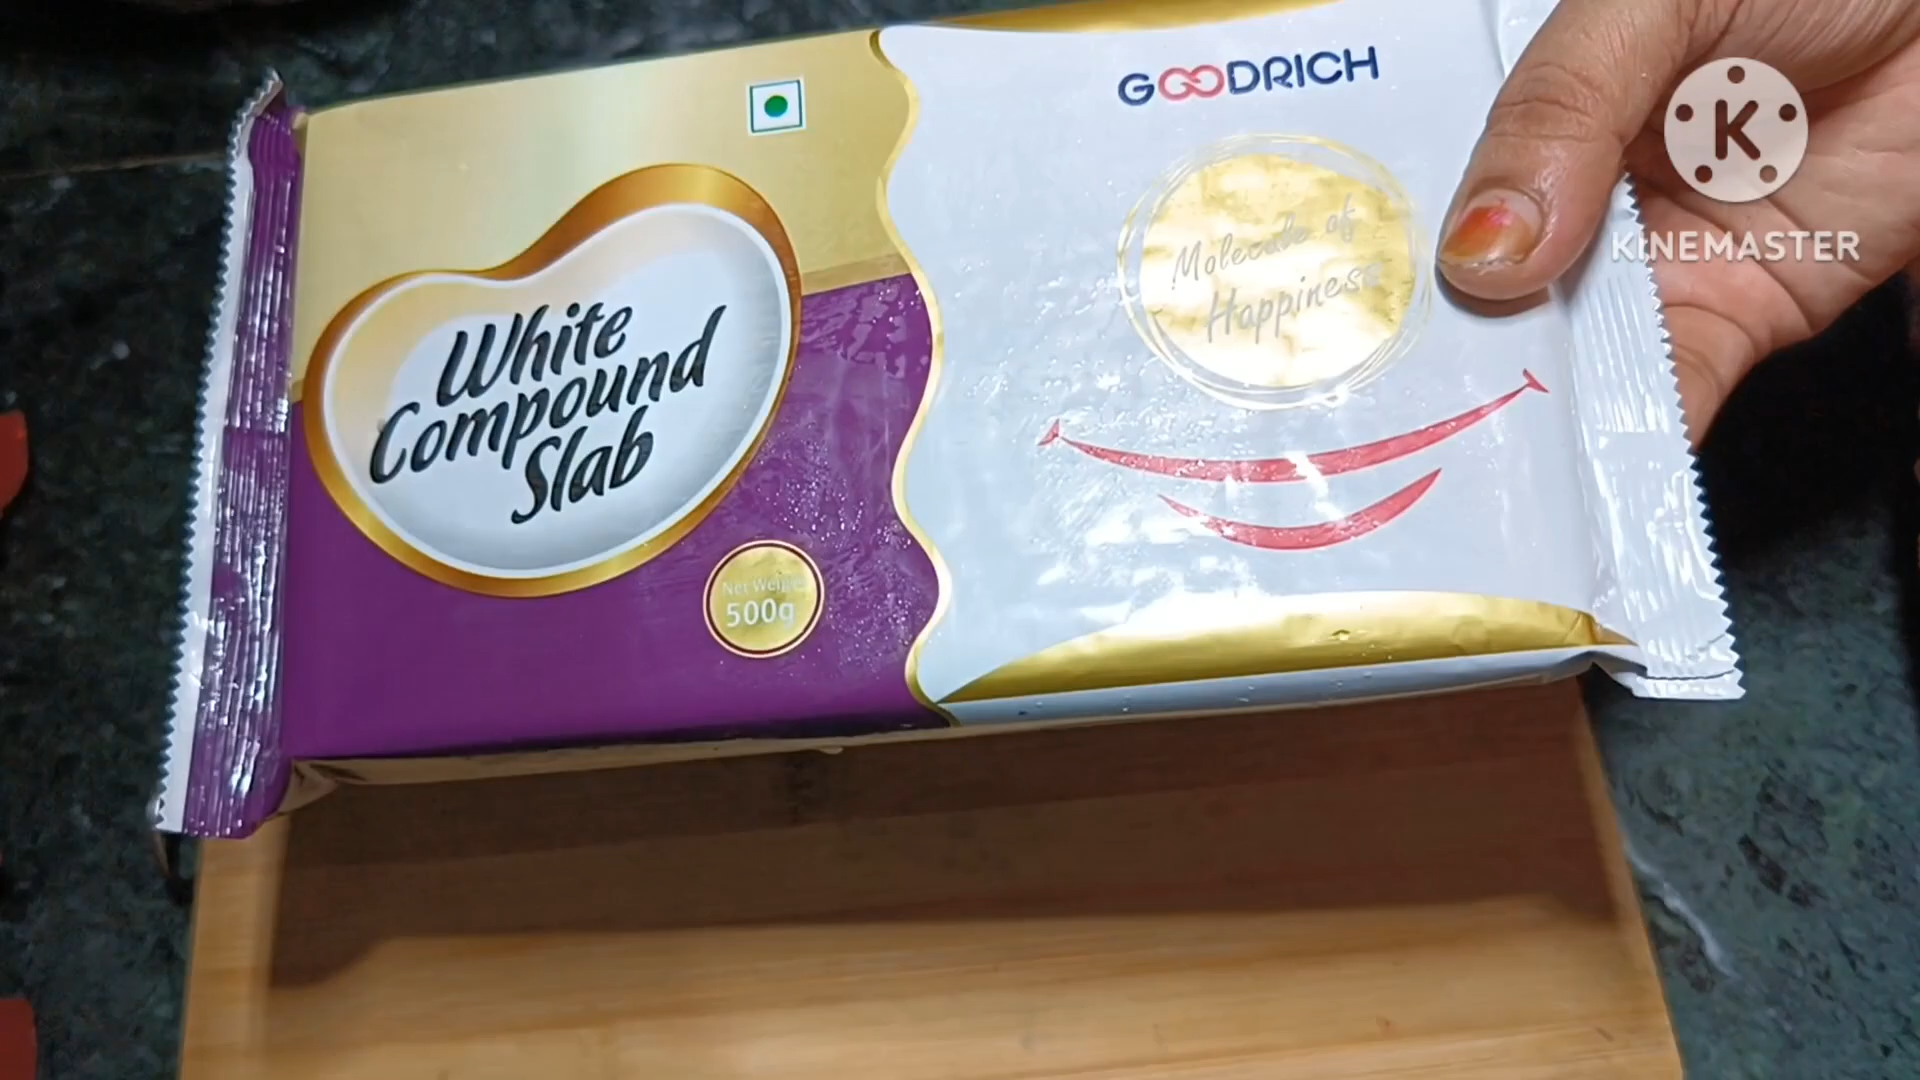 GOODRICH
Molecule of
Happiness
White
Compound
Slab
Net Weight
500g
K
KINEMASTER